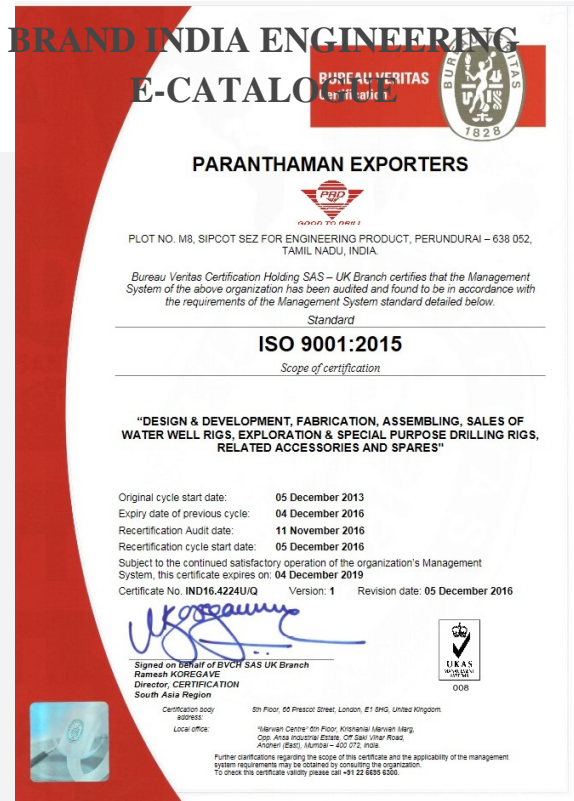 BRAND INDIA ENGINEERING
E-CATALOGUE
BUREAU VERITAS
Certification
BUREAU VERITAS
1828
PARANTHAMAN EXPORTERS
PRD
GOOD TO DRILL
PLOT NO. M8, SIPCOT SEZ FOR ENGINEERING PRODUCT, PERUNDURAI – 638 052,
TAMIL NADU, INDIA.
Bureau Veritas Certification Holding SAS – UK Branch certifies that the Management
System of the above organization has been audited and found to be in accordance with
the requirements of the Management System standard detailed below.
Standard
ISO 9001:2015
Scope of certification
“DESIGN & DEVELOPMENT, FABRICATION, ASSEMBLING, SALES OF
WATER WELL RIGS, EXPLORATION & SPECIAL PURPOSE DRILLING RIGS,
RELATED ACCESSORIES AND SPARES"
Original cycle start date: 05 December 2013
Expiry date of previous cycle: 04 December 2016
Recertification Audit date: 11 November 2016
Recertification cycle start date: 05 December 2016
Subject to the continued satisfactory operation of the organization’s Management
System, this certificate expires on: 04 December 2019
Certificate No. IND16.4224U/Q Version: 1 Revision date: 05 December 2016
Signed on behalf of BVCH SAS UK Branch
Ramesh KOREGAVE
Director, CERTIFICATION
South Asia Region
UKAS
MANAGEMENT
SYSTEMS
008
Certification body address: 5th Floor, 66 Prescot Street, London, E1 8HG, United Kingdom.
Local office: "Marwah Centre" 6th Floor, Krishanlal Marwah Marg,
Opp. Ansa Industrial Estate, Off Saki Vihar Road,
Andheri (East), Mumbai – 400 072, India.
Further clarifications regarding the scope of this certificate and the applicability of the management
system requirements may be obtained by consulting the organization.
To check this certificate validity please call +91 22 6695 6300.